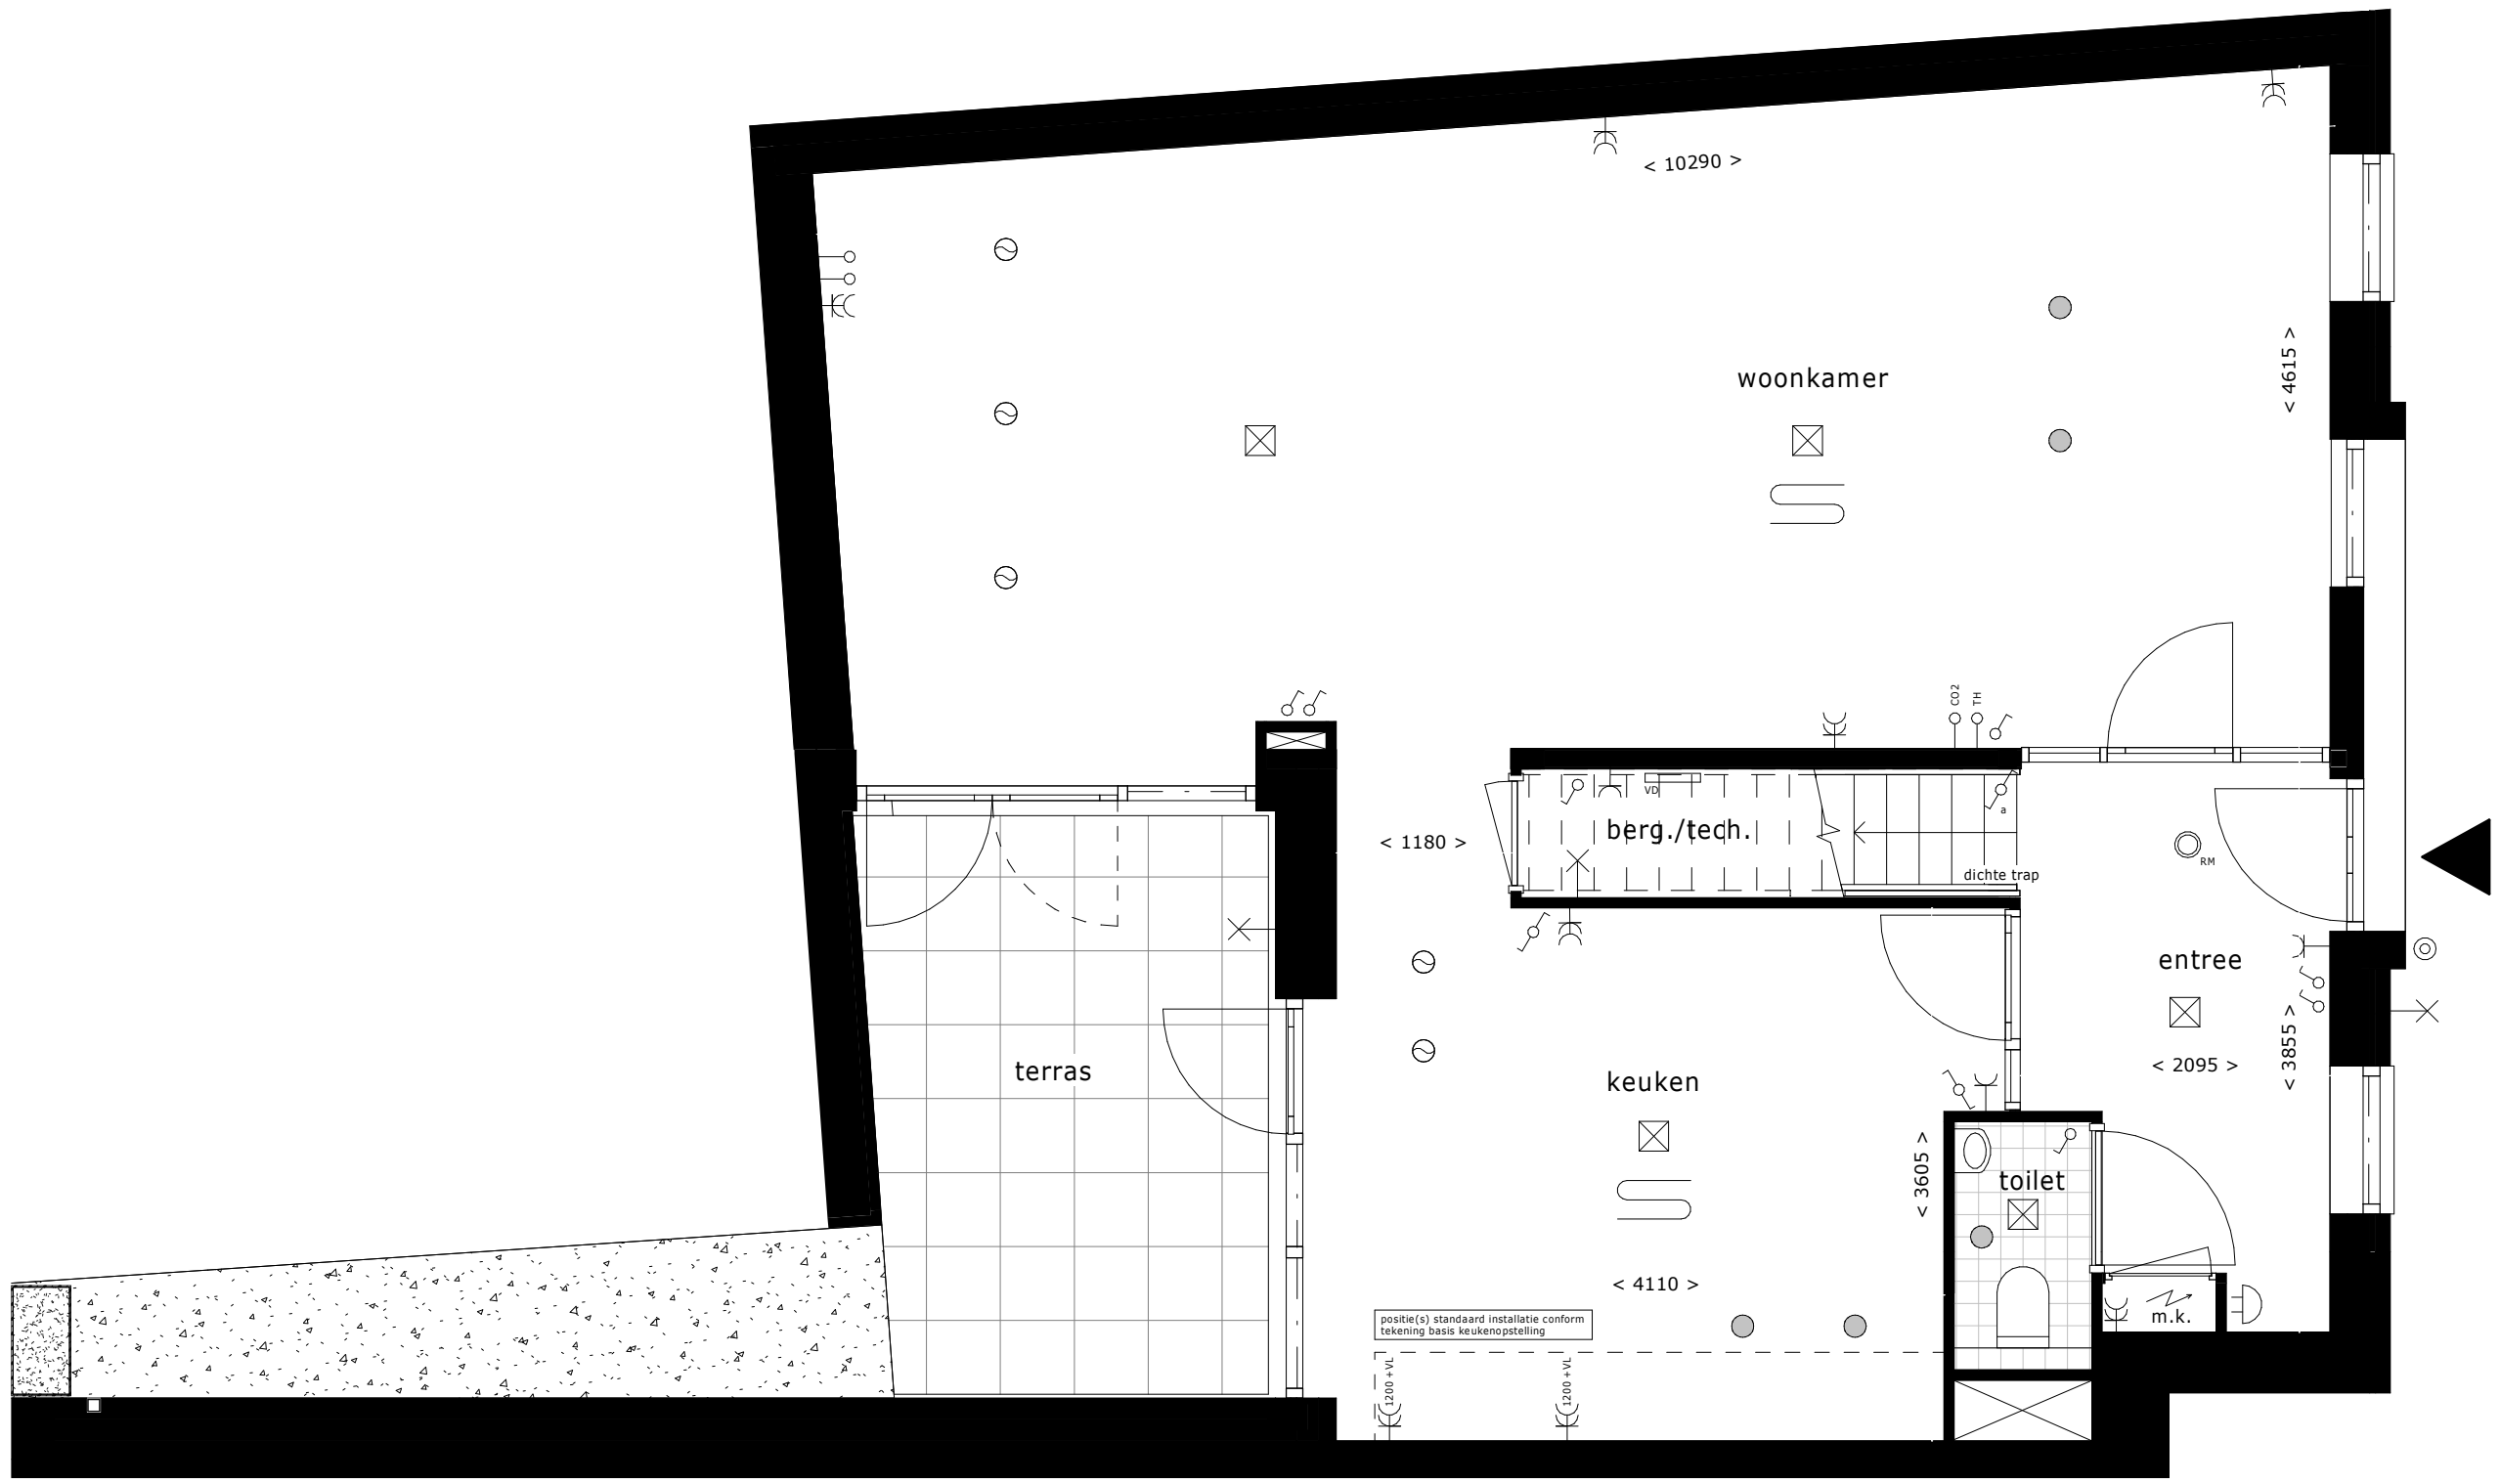 < 10290 >
< 4615 >
woonkamer
CO2
TH
VD
berg./tech.
a
< 1180 >
dichte trap
RM
entree
< 2095 >
< 3855 >
terras
keuken
< 3605 >
toilet
< 4110 >
m.k.
positie(s) standaard installatie conform
tekening basis keukenopstelling
1200+VL
1200+VL